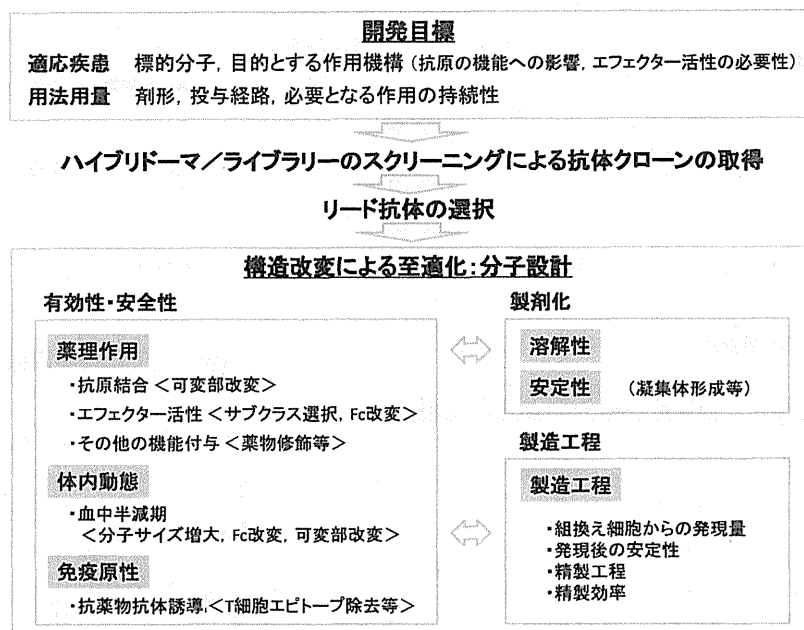 開発目標
適応疾患 標的分子，目的とする作用機構（抗原の機能への影響，エフェクター活性の必要性）
用法用量 剤形，投与経路，必要となる作用の持続性
ハイブリドーマ／ライブラリーのスクリーニングによる抗体クローンの取得
リード抗体の選択
構造改変による至適化：分子設計
有効性・安全性
薬理作用
・抗原結合＜可変部改変＞
・エフェクター活性＜サブクラス選択，Fc改変＞
・その他の機能付与＜薬物修飾等＞
体内動態
・血中半減期
＜分子サイズ増大，Fc改変，可変部改変＞
免疫原性
・抗薬物抗体誘導，＜T細胞エピトープ除去等＞
製剤化
溶解性
安定性 （凝集体形成等）
製造工程
製造工程
・組換え細胞からの発現量
・発現後の安定性
・精製工程
・精製効率